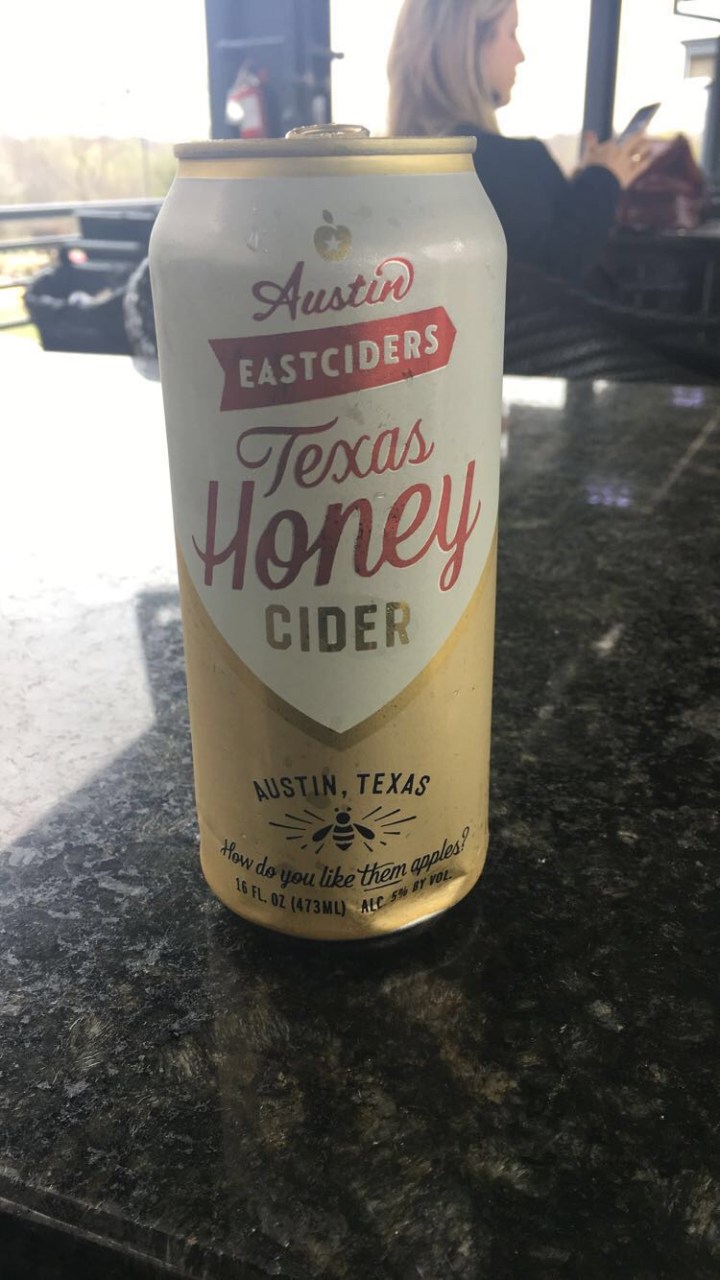 Austin
EASTCIDERS
Texas
Honey
CIDER
AUSTIN, TEXAS
How do you like them apples?
16 FL. OZ (473ML) ALC 5% BY VOL.